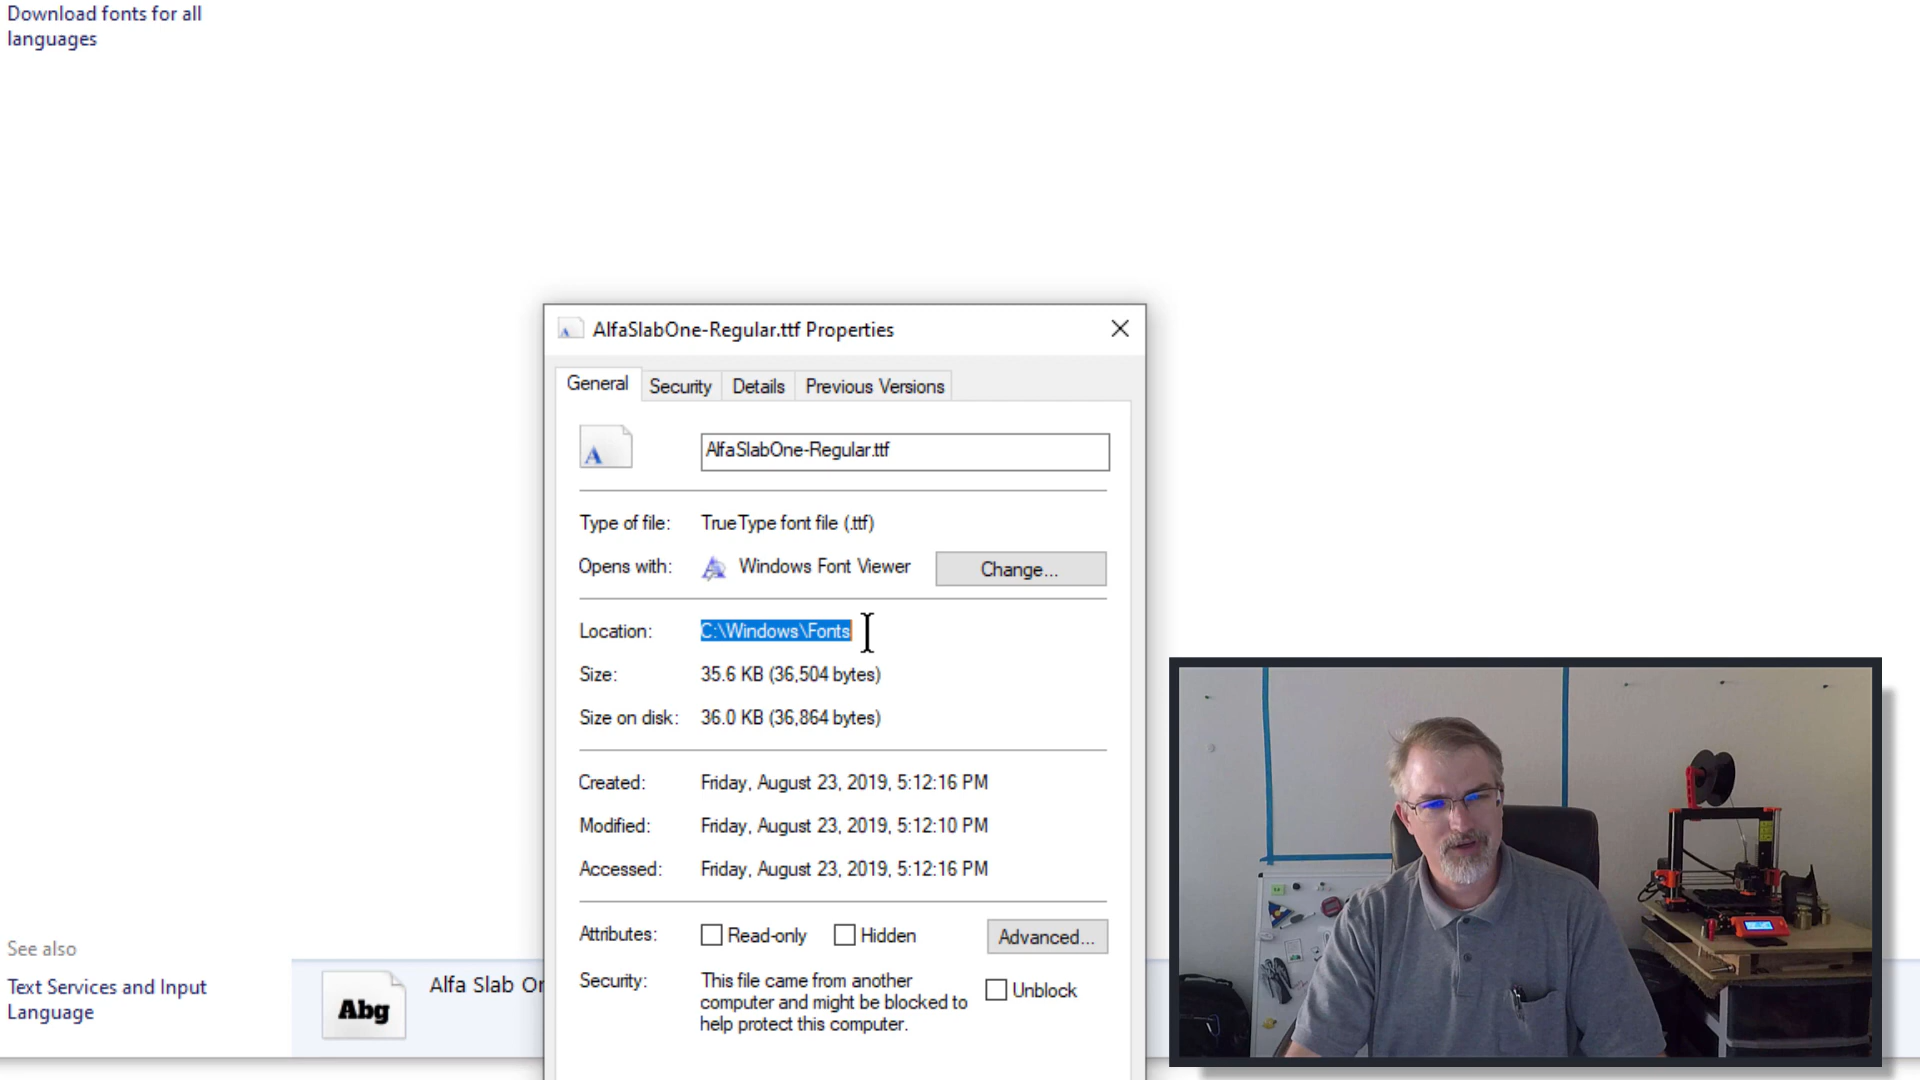 Download fonts for all
languages
AlfaSlabOne-Regular.ttf Properties
General Security Details Previous Versions
AlfaSlabOne-Regular.ttf
Type of file: TrueType font file (.ttf)
Opens with: Windows Font Viewer Change...
Location: C:\Windows\Fonts
Size: 35.6 KB (36,504 bytes)
Size on disk: 36.0 KB (36,864 bytes)
Created: Friday, August 23, 2019, 5:12:16 PM
Modified: Friday, August 23, 2019, 5:12:10 PM
Accessed: Friday, August 23, 2019, 5:12:16 PM
Attributes: Read-only Hidden Advanced...
Security: This file came from another
computer and might be blocked to
help protect this computer.
Unblock
See also
Text Services and Input
Language
Abg
Alfa Slab On